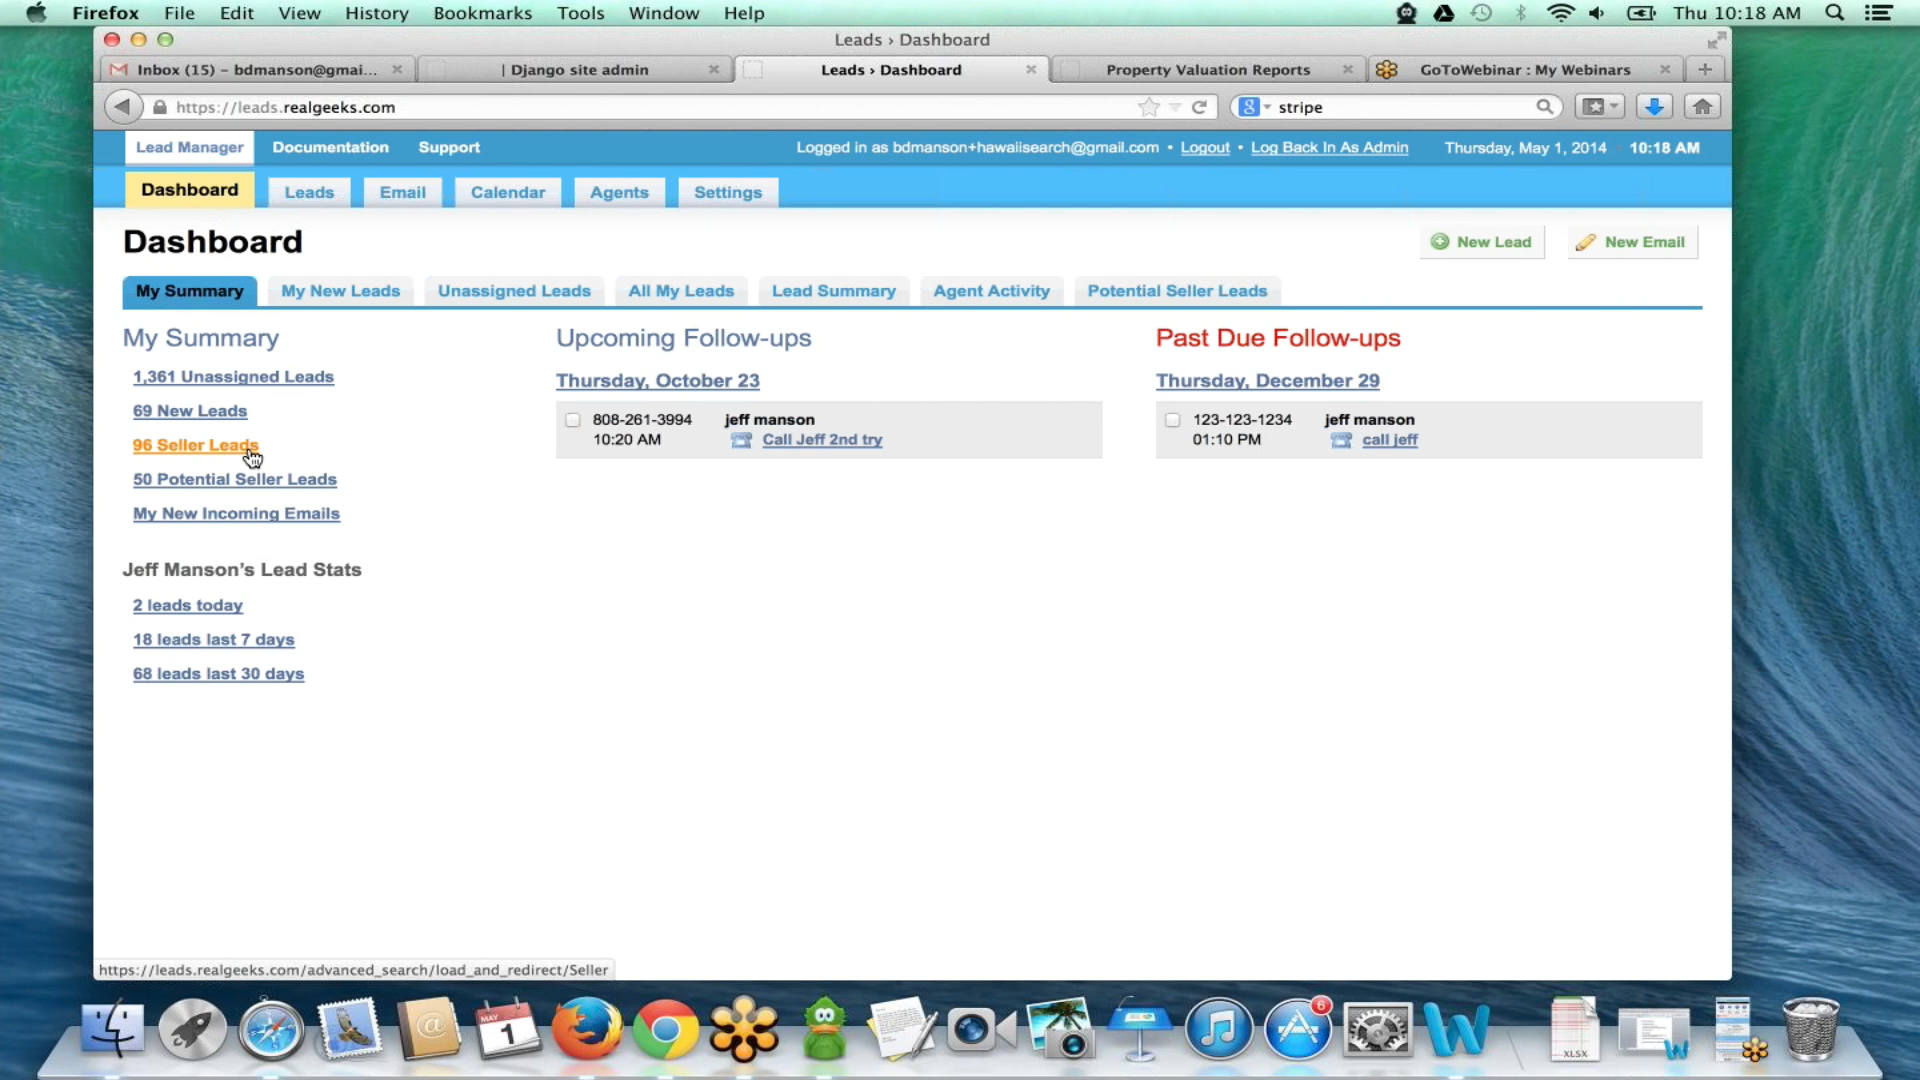 Firefox File Edit View History Bookmarks Tools Window Help Thu 10:18 AM
Leads › Dashboard
Inbox (15) – bdmanson@gmai... | Django site admin Leads › Dashboard Property Valuation Reports GoToWebinar : My Webinars
https://leads.realgeeks.com stripe
Lead Manager Documentation Support Logged in as bdmanson+hawaiisearch@gmail.com • Logout • Log Back In As Admin Thursday, May 1, 2014 10:18 AM
Dashboard Leads Email Calendar Agents Settings
Dashboard New Lead New Email
My Summary My New Leads Unassigned Leads All My Leads Lead Summary Agent Activity Potential Seller Leads
My Summary
1,361 Unassigned Leads
69 New Leads
96 Seller Leads
50 Potential Seller Leads
My New Incoming Emails
Jeff Manson's Lead Stats
2 leads today
18 leads last 7 days
68 leads last 30 days
Upcoming Follow-ups
Thursday, October 23
808-261-3994 jeff manson
10:20 AM Call Jeff 2nd try
Past Due Follow-ups
Thursday, December 29
123-123-1234 jeff manson
01:10 PM call jeff
https://leads.realgeeks.com/advanced_search/load_and_redirect/Seller
MAY
1
6
XLSX